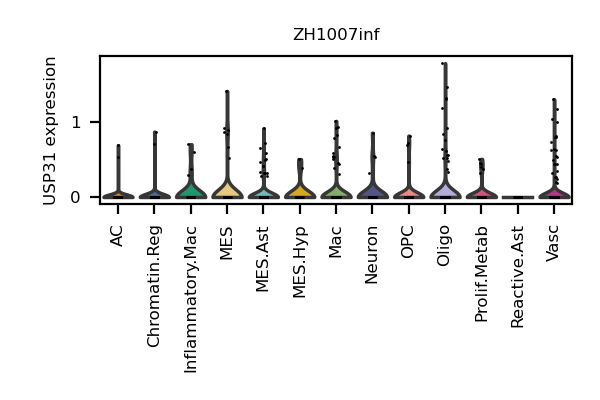 ZH1007inf
USP31 expression
1
0
AC
Chromatin.Reg
Inflammatory.Mac
MES
MES.Ast
MES.Hyp
Mac
Neuron
OPC
Oligo
Prolif.Metab
Reactive.Ast
Vasc